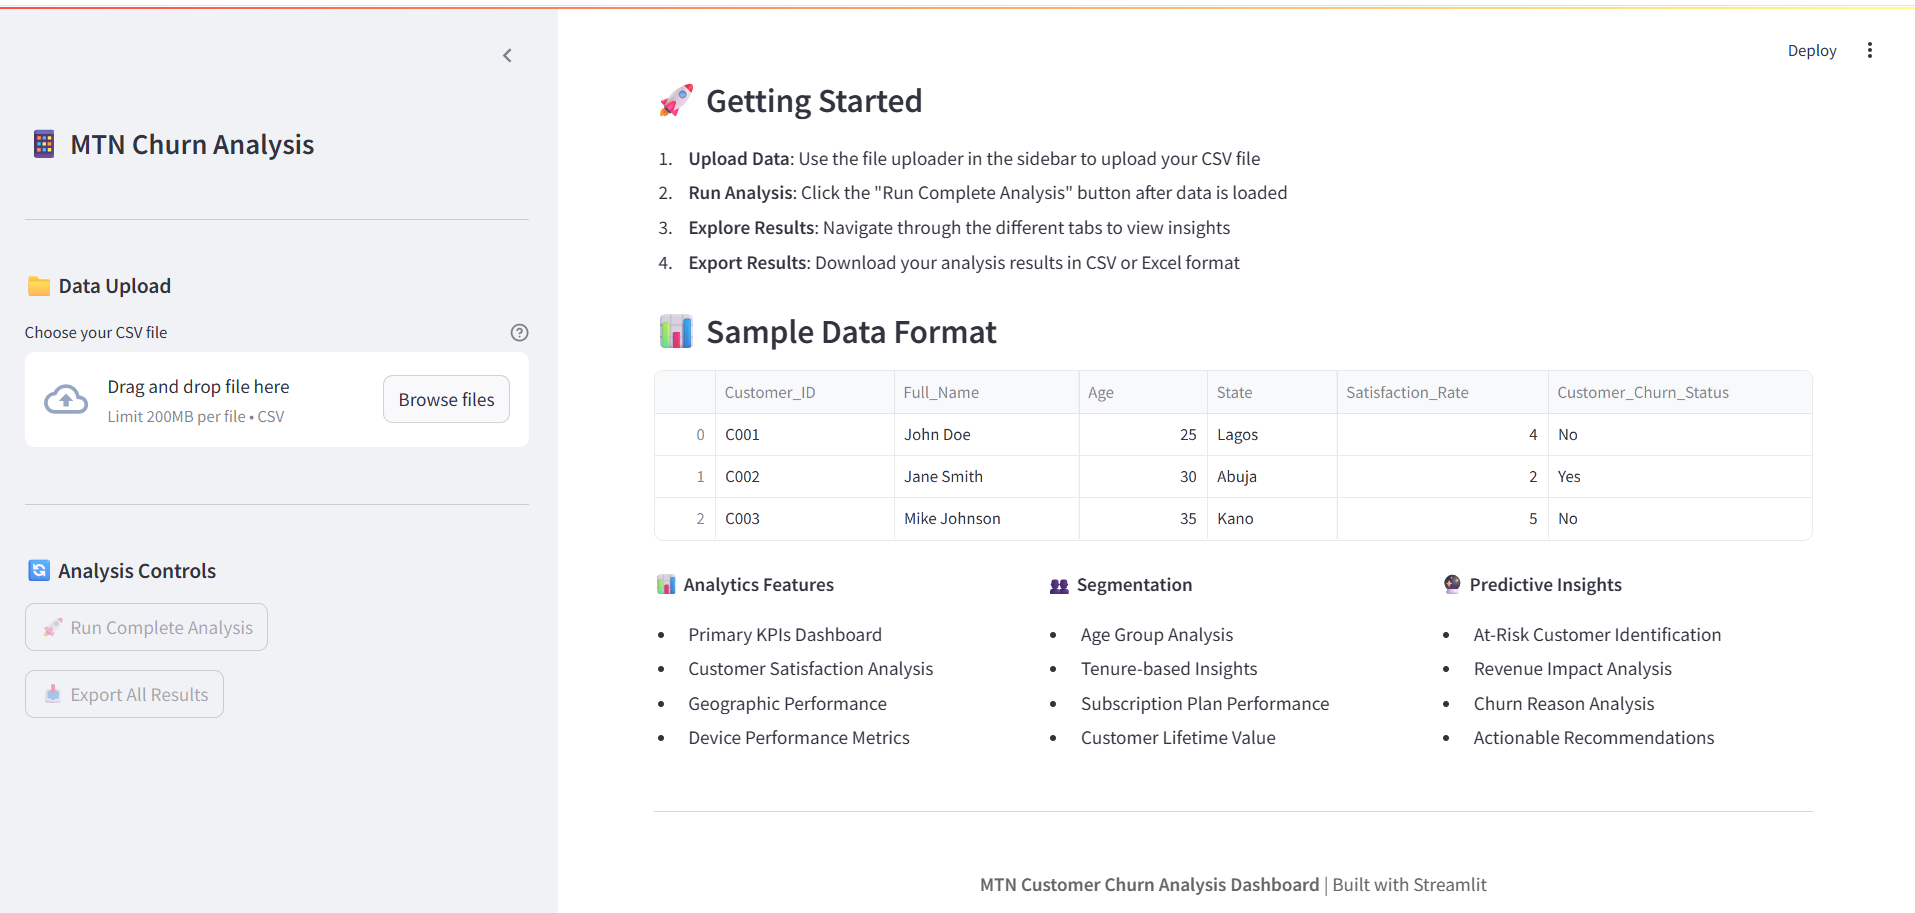 Deploy
MTN Churn Analysis
Data Upload
Choose your CSV file
Drag and drop file here
Limit 200MB per file • CSV
Browse files
Analysis Controls
Run Complete Analysis
Export All Results
Getting Started
1. Upload Data: Use the file uploader in the sidebar to upload your CSV file
2. Run Analysis: Click the "Run Complete Analysis" button after data is loaded
3. Explore Results: Navigate through the different tabs to view insights
4. Export Results: Download your analysis results in CSV or Excel format
Sample Data Format
Customer_ID Full_Name Age State Satisfaction_Rate Customer_Churn_Status
0 C001 John Doe 25 Lagos 4 No
1 C002 Jane Smith 30 Abuja 2 Yes
2 C003 Mike Johnson 35 Kano 5 No
Analytics Features
• Primary KPIs Dashboard
• Customer Satisfaction Analysis
• Geographic Performance
• Device Performance Metrics
Segmentation
• Age Group Analysis
• Tenure-based Insights
• Subscription Plan Performance
• Customer Lifetime Value
Predictive Insights
• At-Risk Customer Identification
• Revenue Impact Analysis
• Churn Reason Analysis
• Actionable Recommendations
MTN Customer Churn Analysis Dashboard | Built with Streamlit